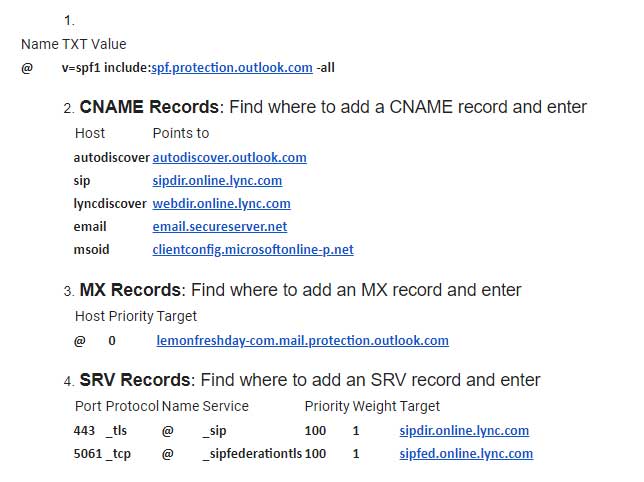 1.
Name TXT Value
@ v=spf1 include:spf.protection.outlook.com -all
2. CNAME Records: Find where to add a CNAME record and enter
Host Points to
autodiscover autodiscover.outlook.com
sip sipdir.online.lync.com
lyncdiscover webdir.online.lync.com
email email.secureserver.net
msoid clientconfig.microsoftonline-p.net
3. MX Records: Find where to add an MX record and enter
Host Priority Target
@ 0 lemonfreshday-com.mail.protection.outlook.com
4. SRV Records: Find where to add an SRV record and enter
Port Protocol Name Service Priority Weight Target
443 _tls @ _sip 100 1 sipdir.online.lync.com
5061 _tcp @ _sipfederationtls 100 1 sipfed.online.lync.com